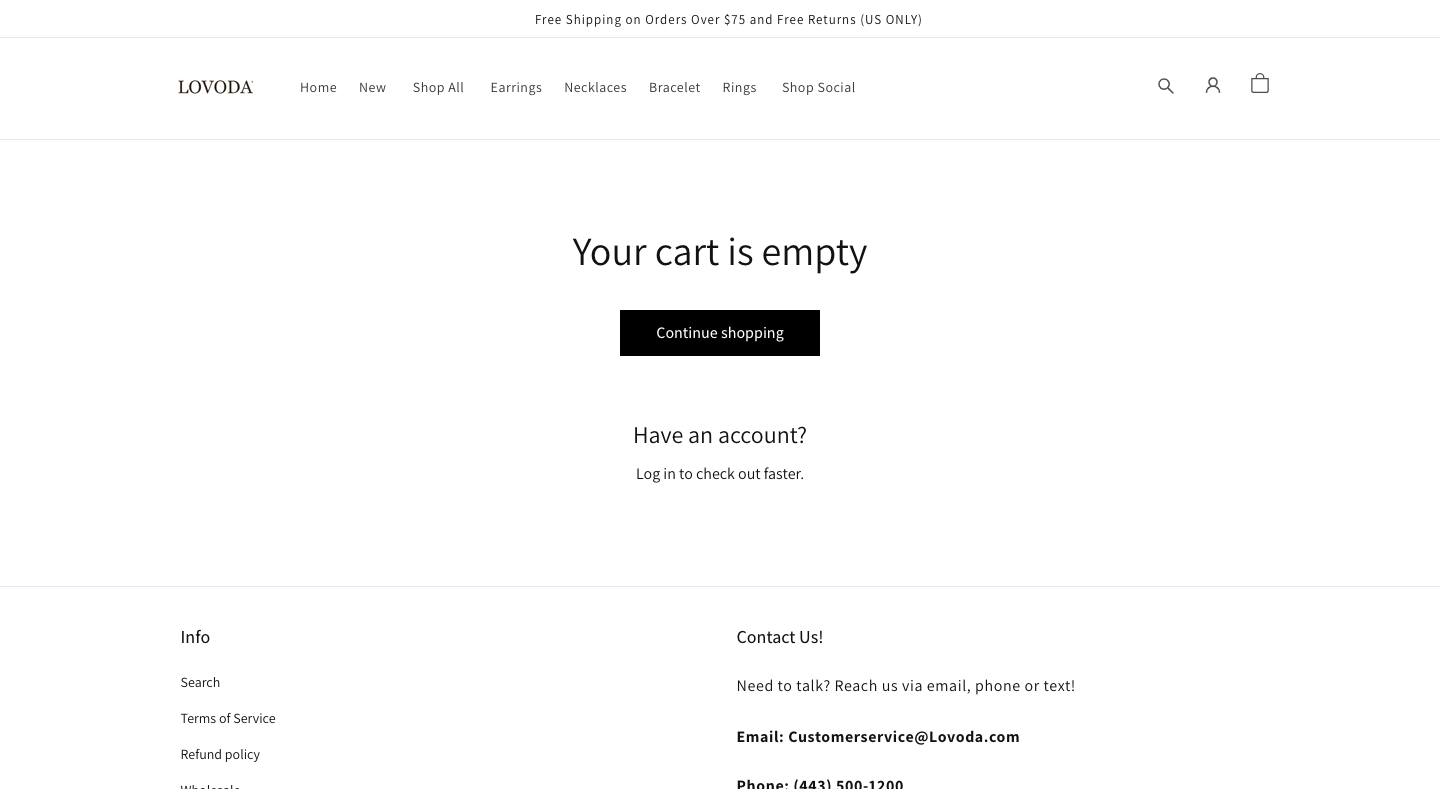 Free Shipping on Orders Over $75 and Free Returns (US ONLY)
LOVODA
Home New Shop All Earrings Necklaces Bracelet Rings Shop Social
Your cart is empty
Continue shopping
Have an account?
Log in to check out faster.
Info
Search
Terms of Service
Refund policy
Wholesale
Contact Us!
Need to talk? Reach us via email, phone or text!
Email: Customerservice@Lovoda.com
Phone: (443) 500-1200